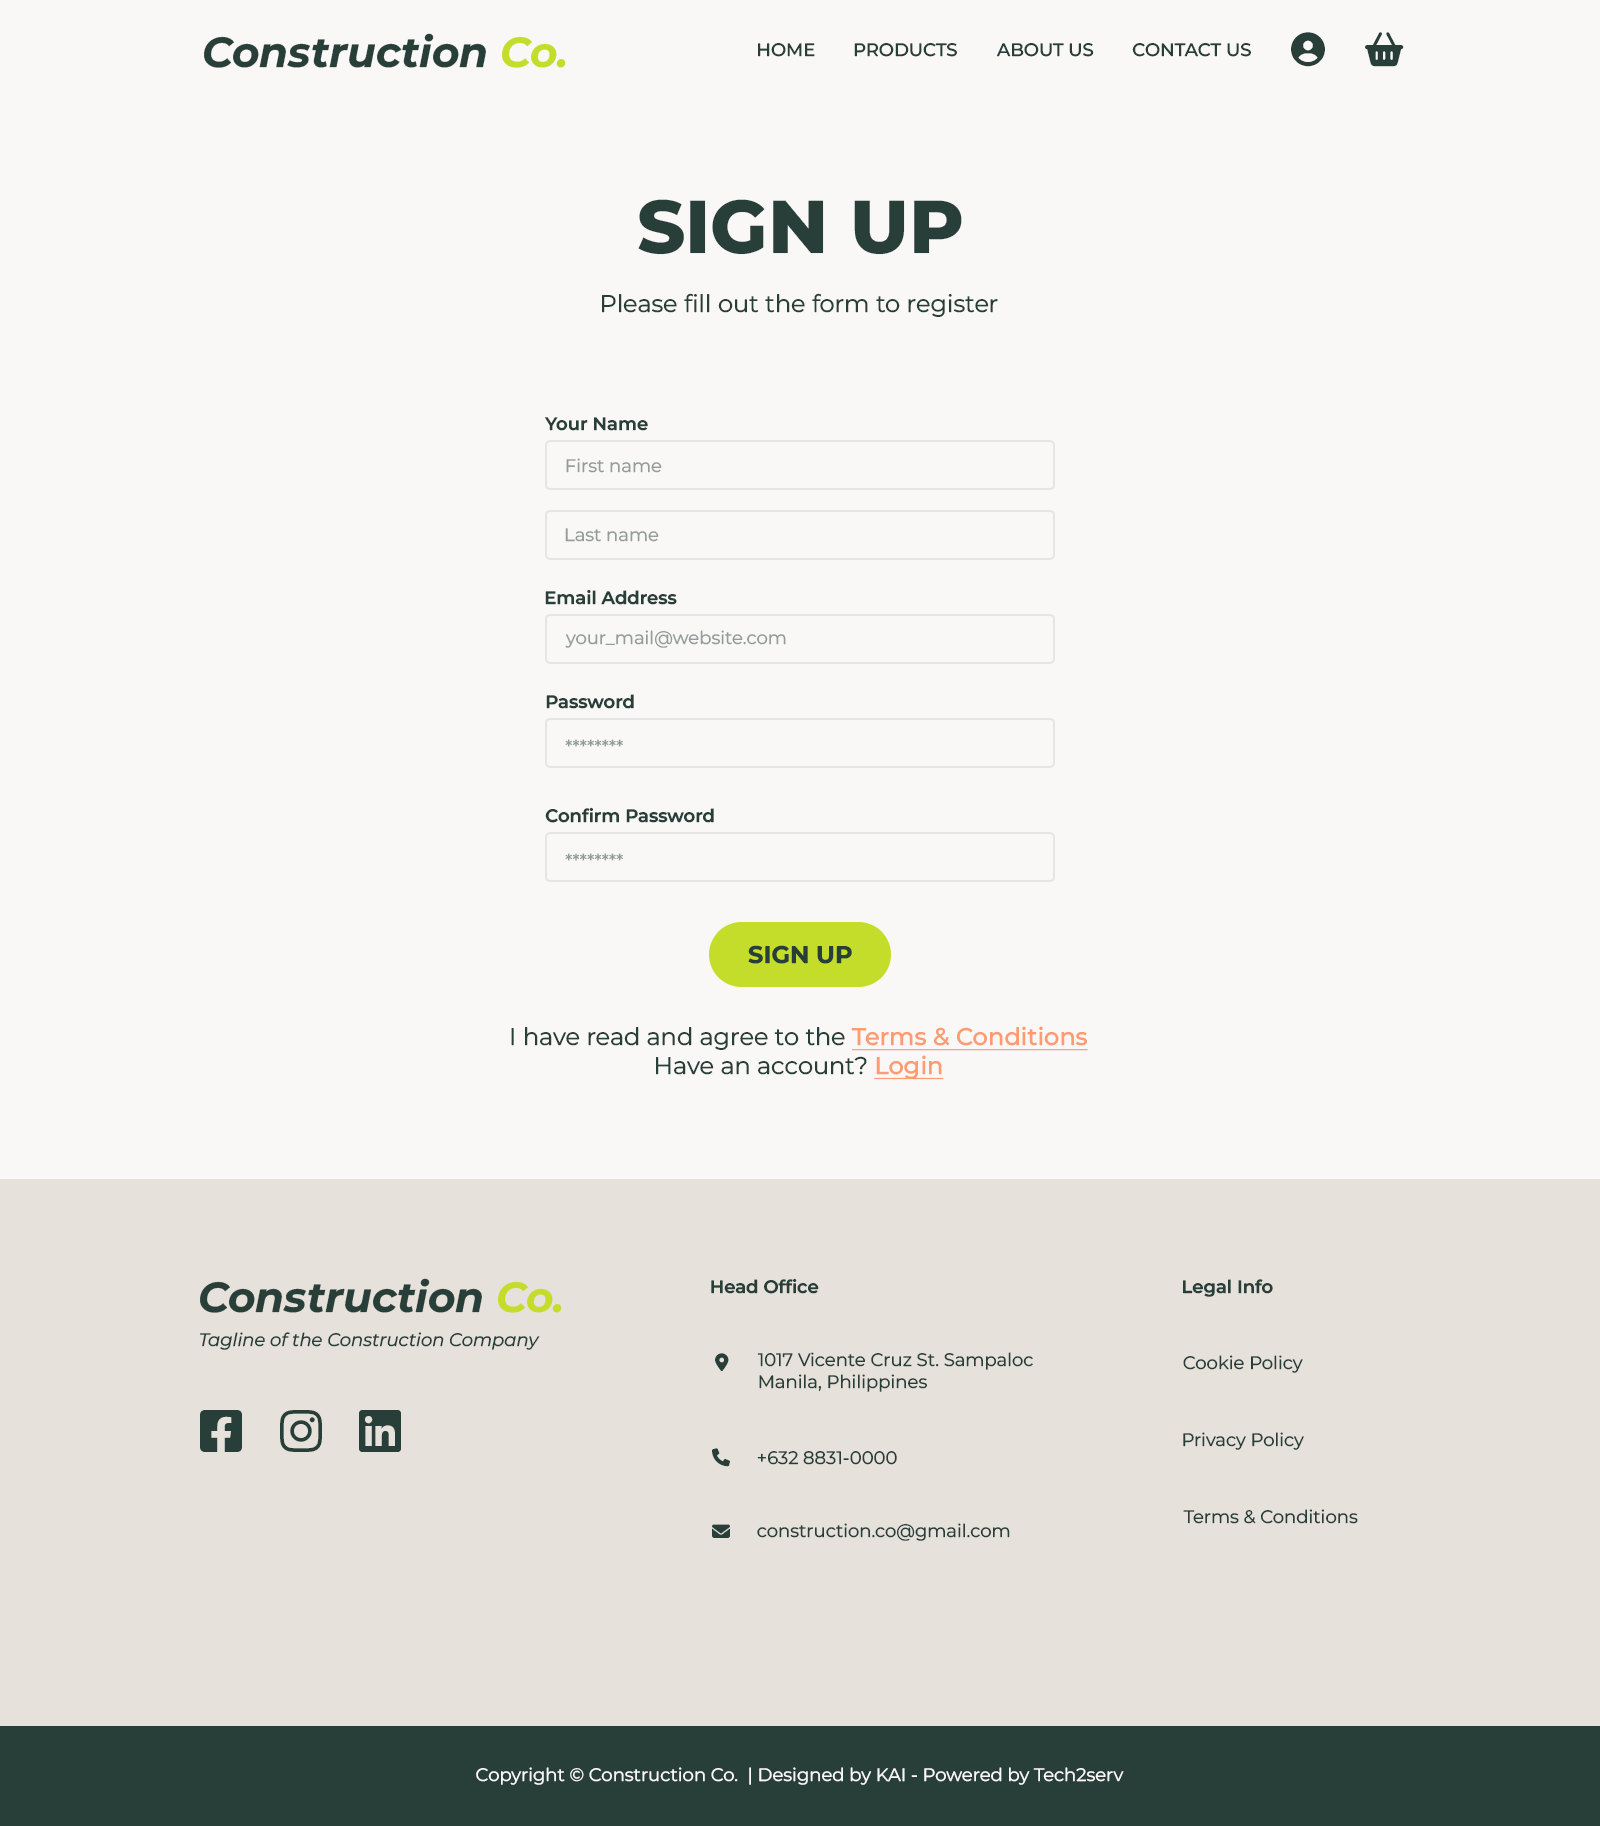 Construction Co.
HOME
PRODUCTS
ABOUT US
CONTACT US
SIGN UP
Please fill out the form to register
Your Name
First name
Last name
Email Address
your_mail@website.com
Password
********
Confirm Password
********
SIGN UP
I have read and agree to the Terms & Conditions
Have an account? Login
Construction Co.
Tagline of the Construction Company
Head Office
1017 Vicente Cruz St. Sampaloc
Manila, Philippines
+632 8831-0000
construction.co@gmail.com
Legal Info
Cookie Policy
Privacy Policy
Terms & Conditions
Copyright © Construction Co. | Designed by KAI - Powered by Tech2serv